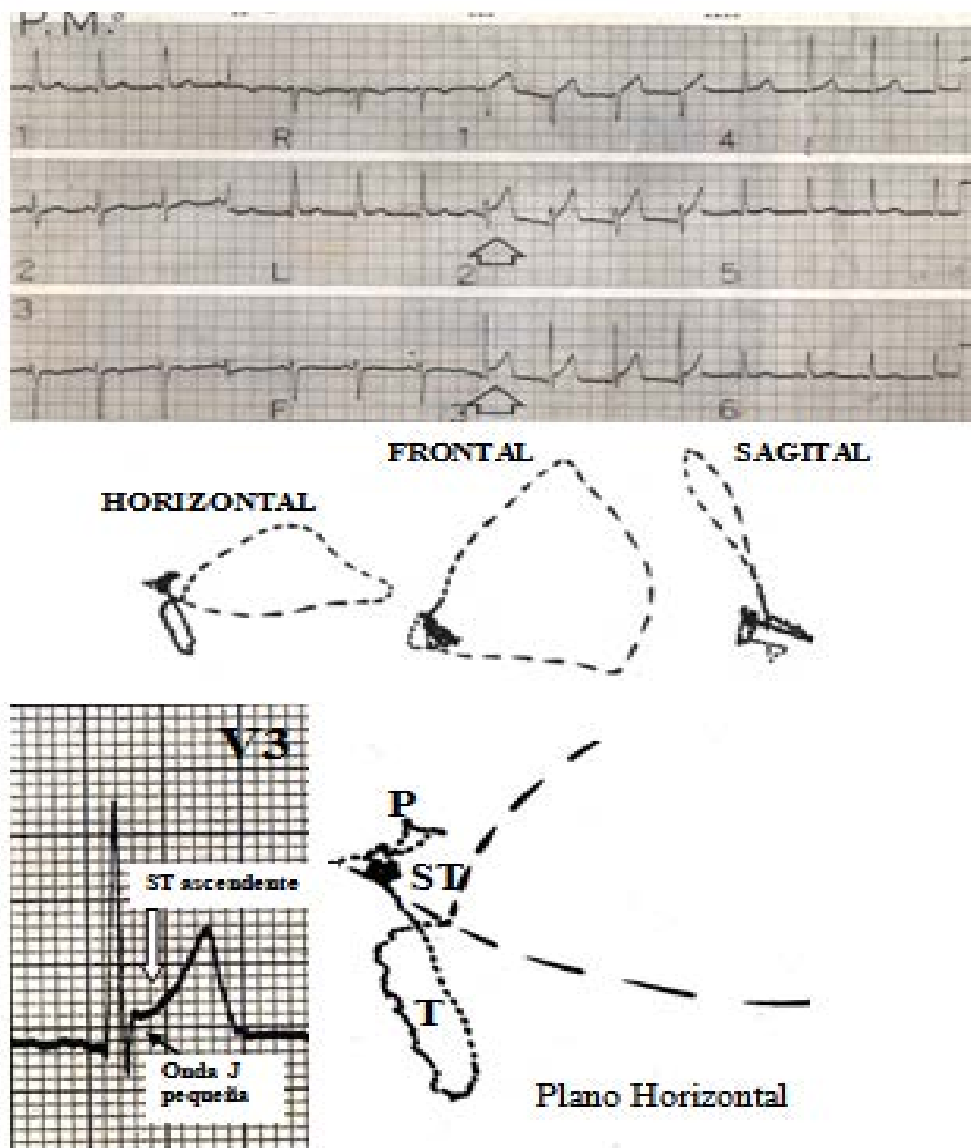 P.M.º
1 R 1 4
2 L 2 5
3
F 3 6
FRONTAL SAGITAL
HORIZONTAL
V3
P
ST ascendente ST
T
Onda J
pequeña
Plano Horizontal